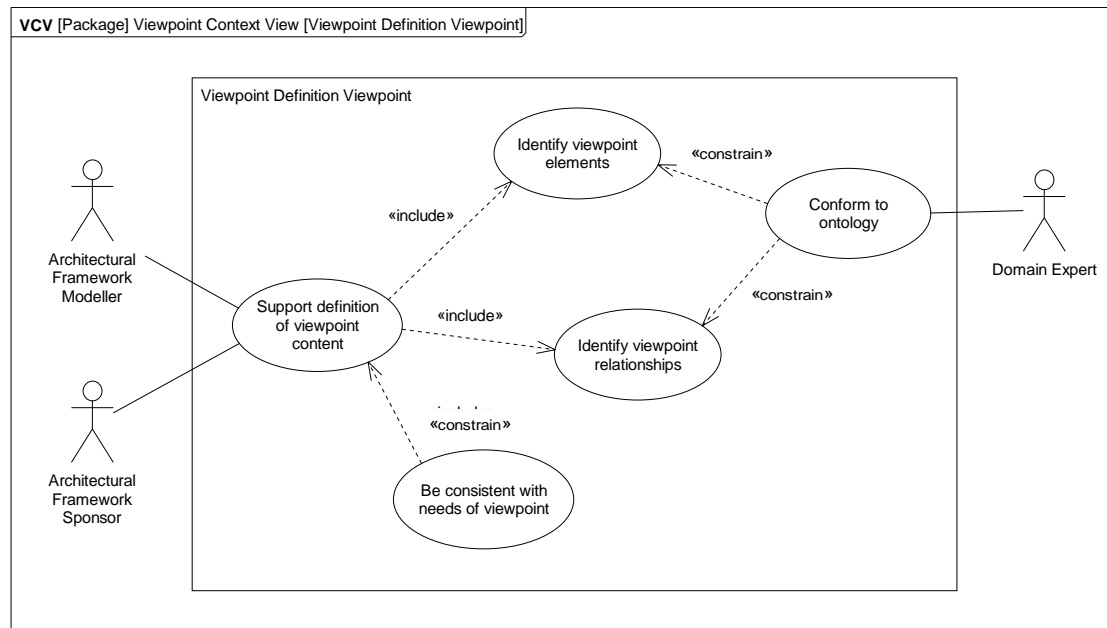 VCV [Package] Viewpoint Context View [Viewpoint Definition Viewpoint]
Viewpoint Definition Viewpoint
Identify viewpoint
elements
«constrain»
Conform to
ontology
«include»
Architectural
Framework
Modeller
Domain Expert
«constrain»
Support definition
of viewpoint
content
«include»
Identify viewpoint
relationships
«constrain»
Architectural
Framework
Sponsor
Be consistent with
needs of viewpoint